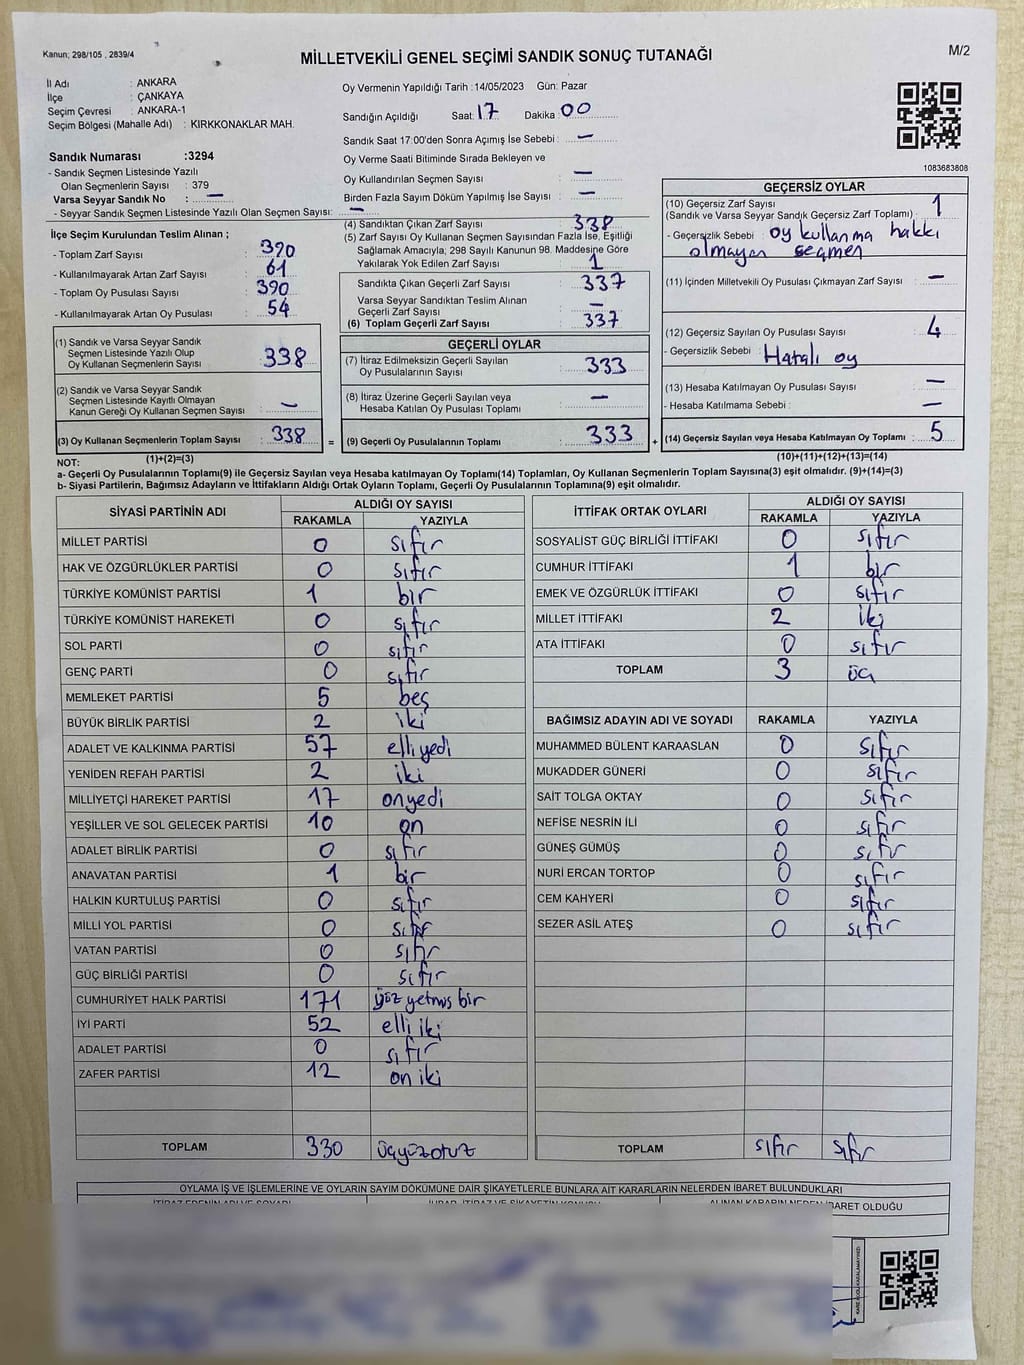 Kanun; 298/105 , 2839/4
MİLLETVEKİLİ GENEL SEÇİMİ SANDIK SONUÇ TUTANAĞI
M/2
İl Adı : ANKARA
İlçe : ÇANKAYA
Seçim Çevresi : ANKARA-1
Seçim Bölgesi (Mahalle Adı) : KIRKKONAKLAR MAH.
Oy Vermenin Yapıldığı Tarih :14/05/2023 Gün: Pazar
Sandığın Açıldığı Saat: 17 Dakika: 00
Sandık Saat 17:00'den Sonra Açımış İse Sebebi : —
Oy Verme Saati Bitiminde Sırada Bekleyen ve
Oy Kullandırılan Seçmen Sayısı : —
Birden Fazla Sayım Döküm Yapılmış İse Sayısı : —
1083683808
Sandık Numarası :3294
- Sandık Seçmen Listesinde Yazılı
Olan Seçmenlerin Sayısı : 379
Varsa Seyyar Sandık No : —
- Seyyar Sandık Seçmen Listesinde Yazılı Olan Seçmen Sayısı: —
İlçe Seçim Kurulundan Teslim Alınan ;
- Toplam Zarf Sayısı : 390
- Kullanılmayarak Artan Zarf Sayısı : 61
- Toplam Oy Pusulası Sayısı : 390
- Kullanılmayarak Artan Oy Pusulası : 54
(1) Sandık ve Varsa Seyyar Sandık
Seçmen Listesinde Yazılı Olup
Oy Kullanan Seçmenlerin Sayısı : 338
(2) Sandık ve Varsa Seyyar Sandık
Seçmen Listesinde Kayıtlı Olmayan
Kanun Gereği Oy Kullanan Seçmen Sayısı : —
(3) Oy Kullanan Seçmenlerin Toplam Sayısı : 338
(1)+(2)=(3)
(4) Sandıktan Çıkan Zarf Sayısı : 338
(5) Zarf Sayısı Oy Kullanan Seçmen Sayısından Fazla İse, Eşitliği
Sağlamak Amacıyla; 298 Sayılı Kanunun 98. Maddesine Göre
Yakılarak Yok Edilen Zarf Sayısı : 1
Sandıkta Çıkan Geçerli Zarf Sayısı : 337
Varsa Seyyar Sandıktan Teslim Alınan
Geçerli Zarf Sayısı : —
(6) Toplam Geçerli Zarf Sayısı : 337
GEÇERLİ OYLAR
(7) İtiraz Edilmeksizin Geçerli Sayılan
Oy Pusulalarının Sayısı : 333
(8) İtiraz Üzerine Geçerli Sayılan veya
Hesaba Katılan Oy Pusulası Toplamı : —
= (9) Geçerli Oy Pusulalarının Toplamı : 333 +
GEÇERSİZ OYLAR
(10) Geçersiz Zarf Sayısı
(Sandık ve Varsa Seyyar Sandık Geçersiz Zarf Toplamı) : 1
- Geçersizlik Sebebi : oy kullanma hakkı
olmayan seçmen
(11) İçinden Milletvekili Oy Pusulası Çıkmayan Zarf Sayısı : —
(12) Geçersiz Sayılan Oy Pusulası Sayısı : 4
- Geçersizlik Sebebi : Hatalı oy
(13) Hesaba Katılmayan Oy Pusulası Sayısı : —
- Hesaba Katılmama Sebebi : —
(14) Geçersiz Sayılan veya Hesaba Katılmayan Oy Toplamı : 5
(10)+(11)+(12)+(13)=(14)
NOT:
a- Geçerli Oy Pusulalarının Toplamı(9) ile Geçersiz Sayılan veya Hesaba katılmayan Oy Toplamı(14) Toplamları, Oy Kullanan Seçmenlerin Toplam Sayısına(3) eşit olmalıdır. (9)+(14)=(3)
b- Siyasi Partilerin, Bağımsız Adayların ve İttifakların Aldığı Ortak Oyların Toplamı, Geçerli Oy Pusulalarının Toplamına(9) eşit olmalıdır.
SİYASİ PARTİNİN ADI ALDIĞI OY SAYISI
RAKAMLA YAZIYLA
MİLLET PARTİSİ 0 sıfır
HAK VE ÖZGÜRLÜKLER PARTİSİ 0 sıfır
TÜRKİYE KOMÜNİST PARTİSİ 1 bir
TÜRKİYE KOMÜNİST HAREKETİ 0 sıfır
SOL PARTİ 0 sıfır
GENÇ PARTİ 0 sıfır
MEMLEKET PARTİSİ 5 beş
BÜYÜK BİRLİK PARTİSİ 2 iki
ADALET VE KALKINMA PARTİSİ 57 elli yedi
YENİDEN REFAH PARTİSİ 2 iki
MİLLİYETÇİ HAREKET PARTİSİ 17 onyedi
YEŞİLLER VE SOL GELECEK PARTİSİ 10 on
ADALET BİRLİK PARTİSİ 0 sıfır
ANAVATAN PARTİSİ 1 bir
HALKIN KURTULUŞ PARTİSİ 0 sıfır
MİLLİ YOL PARTİSİ 0 sıfır
VATAN PARTİSİ 0 sıfır
GÜÇ BİRLİĞİ PARTİSİ 0 sıfır
CUMHURİYET HALK PARTİSİ 171 yüz yetmiş bir
İYİ PARTİ 52 elli iki
ADALET PARTİSİ 0 sıfır
ZAFER PARTİSİ 12 on iki
TOPLAM 330 üçyüzotuz
İTTİFAK ORTAK OYLARI ALDIĞI OY SAYISI
RAKAMLA YAZIYLA
SOSYALİST GÜÇ BİRLİĞİ İTTİFAKI 0 sıfır
CUMHUR İTTİFAKI 1 bir
EMEK VE ÖZGÜRLÜK İTTİFAKI 0 sıfır
MİLLET İTTİFAKI 2 iki
ATA İTTİFAKI 0 sıfır
TOPLAM 3 üç
BAĞIMSIZ ADAYIN ADI VE SOYADI RAKAMLA YAZIYLA
MUHAMMED BÜLENT KARAASLAN 0 sıfır
MUKADDER GÜNERİ 0 sıfır
SAİT TOLGA OKTAY 0 sıfır
NEFİSE NESRİN İLİ 0 sıfır
GÜNEŞ GÜMÜŞ 0 sıfır
NURİ ERCAN TORTOP 0 sıfır
CEM KAHYERİ 0 sıfır
SEZER ASİL ATEŞ 0 sıfır
TOPLAM sıfır sıfır
OYLAMA İŞ VE İŞLEMLERİNE VE OYLARIN SAYIM DÖKÜMÜNE DAİR ŞİKAYETLERLE BUNLARA AİT KARARLARIN NELERDEN İBARET BULUNDUKLARI
İTİRAZ EDENİN ADI VE SOYADI İHBAR, İTİRAZ VE ŞİKAYETİN KONUSU ALINAN KARARIN NEDEN İBARET OLDUĞU